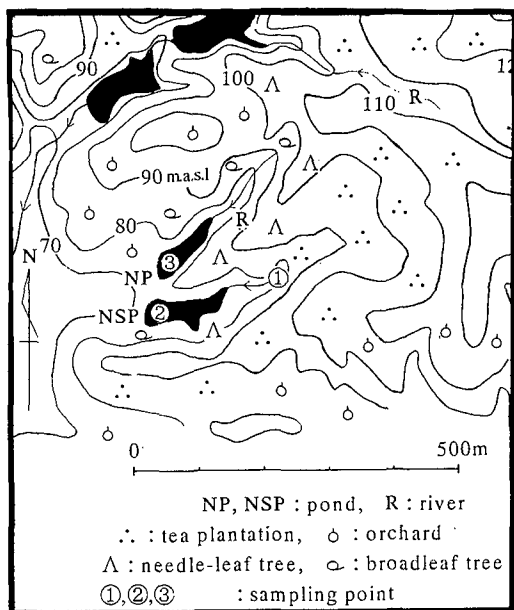 90
100
12
R
110
90 m.a.s.l
80
R
N
70
③
NP
①
NSP
②
0 500m
NP, NSP : pond, R : river
∴ : tea plantation, ⫯ : orchard
Λ : needle-leaf tree, ⌕ : broadleaf tree
①,②,③ : sampling point